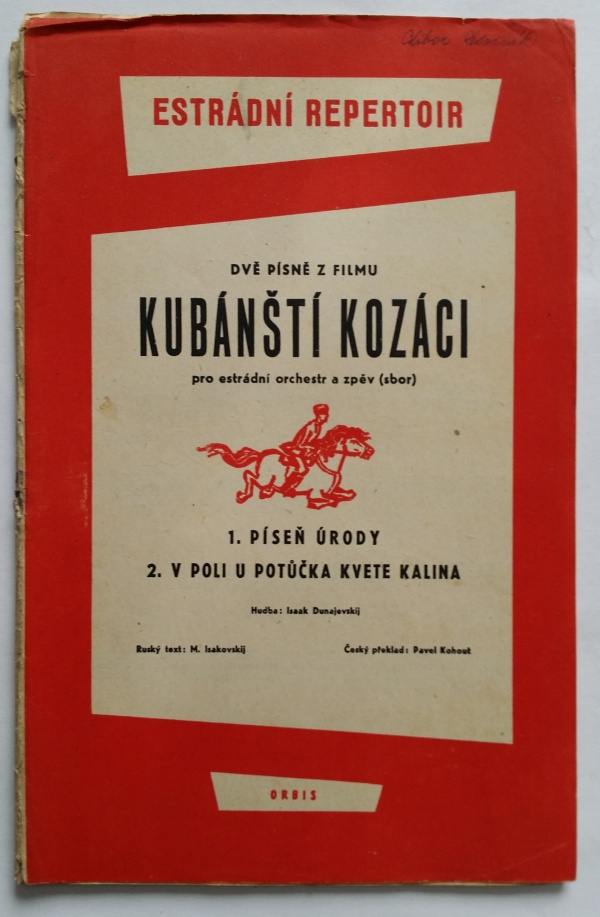 ESTRÁDNÍ REPERTOIR
DVĚ PÍSNĚ Z FILMU
KUBÁNŠTÍ KOZÁCI
pro estrádní orchestr a zpěv (sbor)
1. PÍSEŇ ÚRODY
2. V POLI U POTŮČKA KVETE KALINA
Hudba: Isaak Dunajevskij
Ruský text: M. Isakovskij
Český překlad: Pavel Kohout
ORBIS